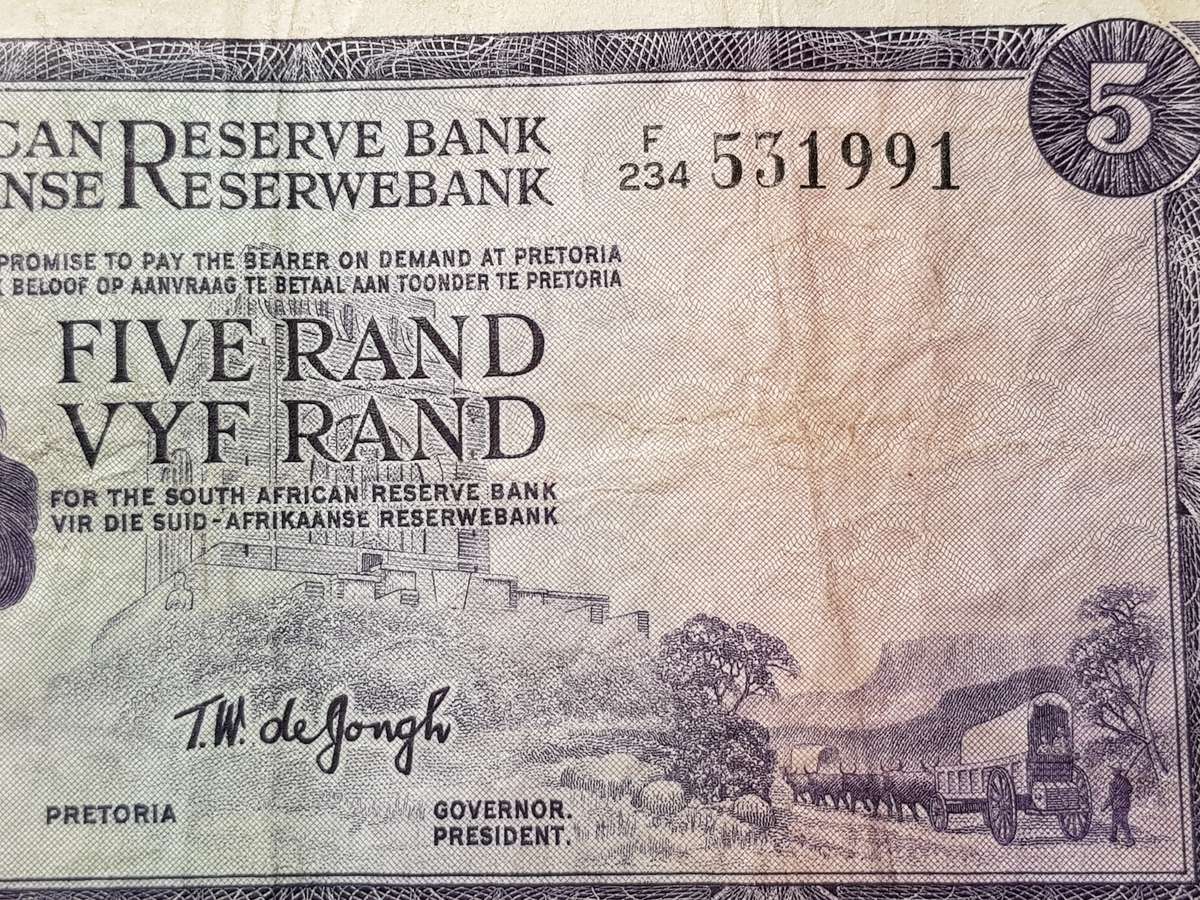 CAN RESERVE BANK
NSE RESERWEBANK
F
234 531991
5
PROMISE TO PAY THE BEARER ON DEMAND AT PRETORIA
BELOOF OP AANVRAAG TE BETAAL AAN TOONDER TE PRETORIA
FIVE RAND
VYF RAND
FOR THE SOUTH AFRICAN RESERVE BANK
VIR DIE SUID-AFRIKAANSE RESERWEBANK
T.W. de Jongh
PRETORIA
GOVERNOR.
PRESIDENT.